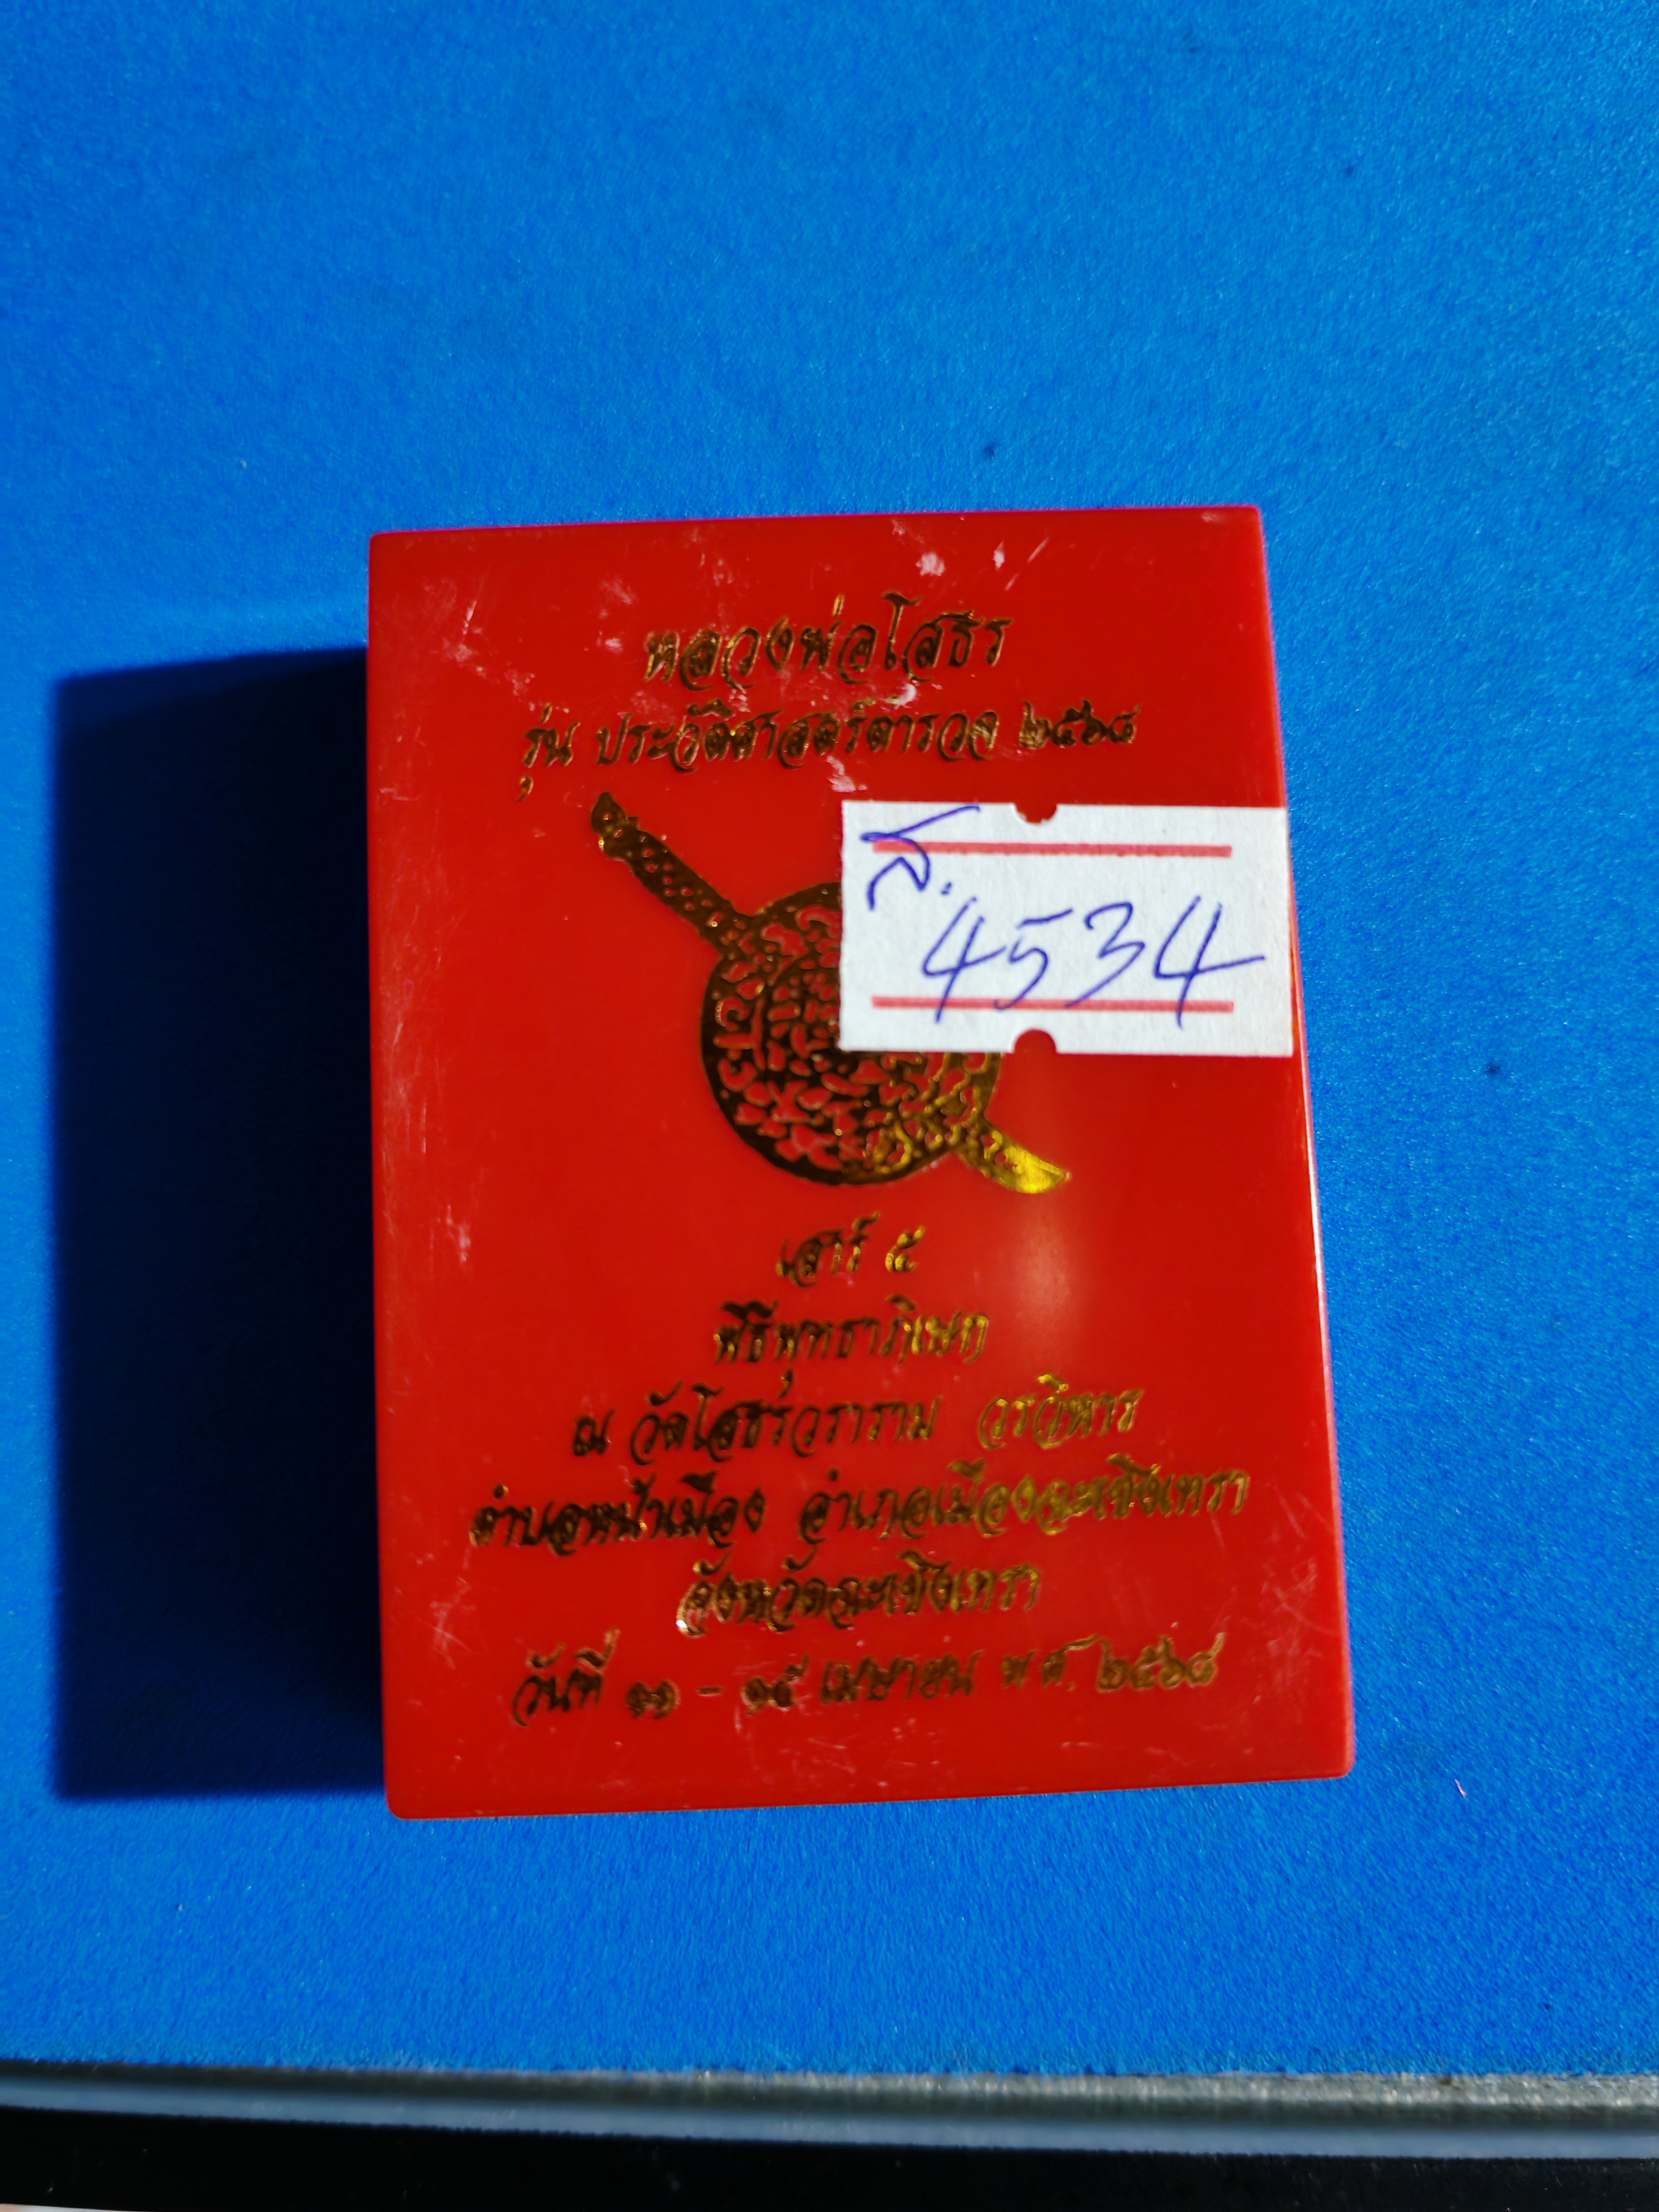 หลวงพ่อโสธร
รุ่น ประวัติศาสตร์ตำรวจ ๒๕๖๘
ส. 4534
เสาร์ ๕
พิธีพุทธาภิเษก
ณ วัดโสธรวราราม วรวิหาร
ตำบลหน้าเมือง อำเภอเมืองฉะเชิงเทรา
จังหวัดฉะเชิงเทรา
วันที่ ๑๑ - ๑๕ เมษายน พ.ศ. ๒๕๖๘